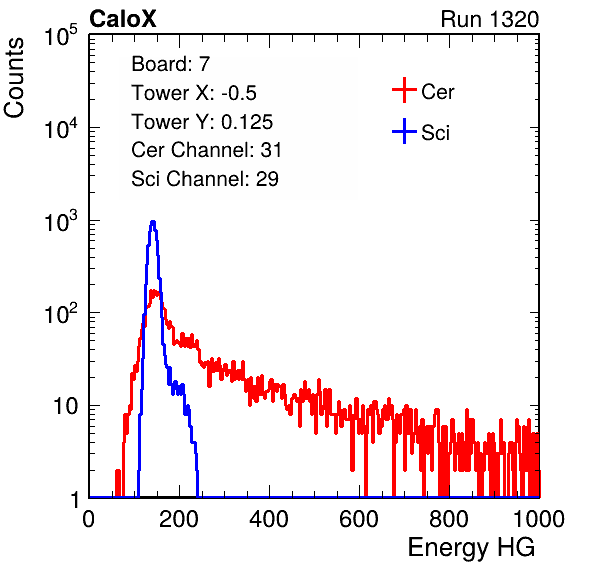 CaloX Run 1320
Counts
Board: 7
Tower X: -0.5
Tower Y: 0.125
Cer Channel: 31
Sci Channel: 29
Cer
Sci
10^5
10^4
10^3
10^2
10
1
0 200 400 600 800 1000
Energy HG